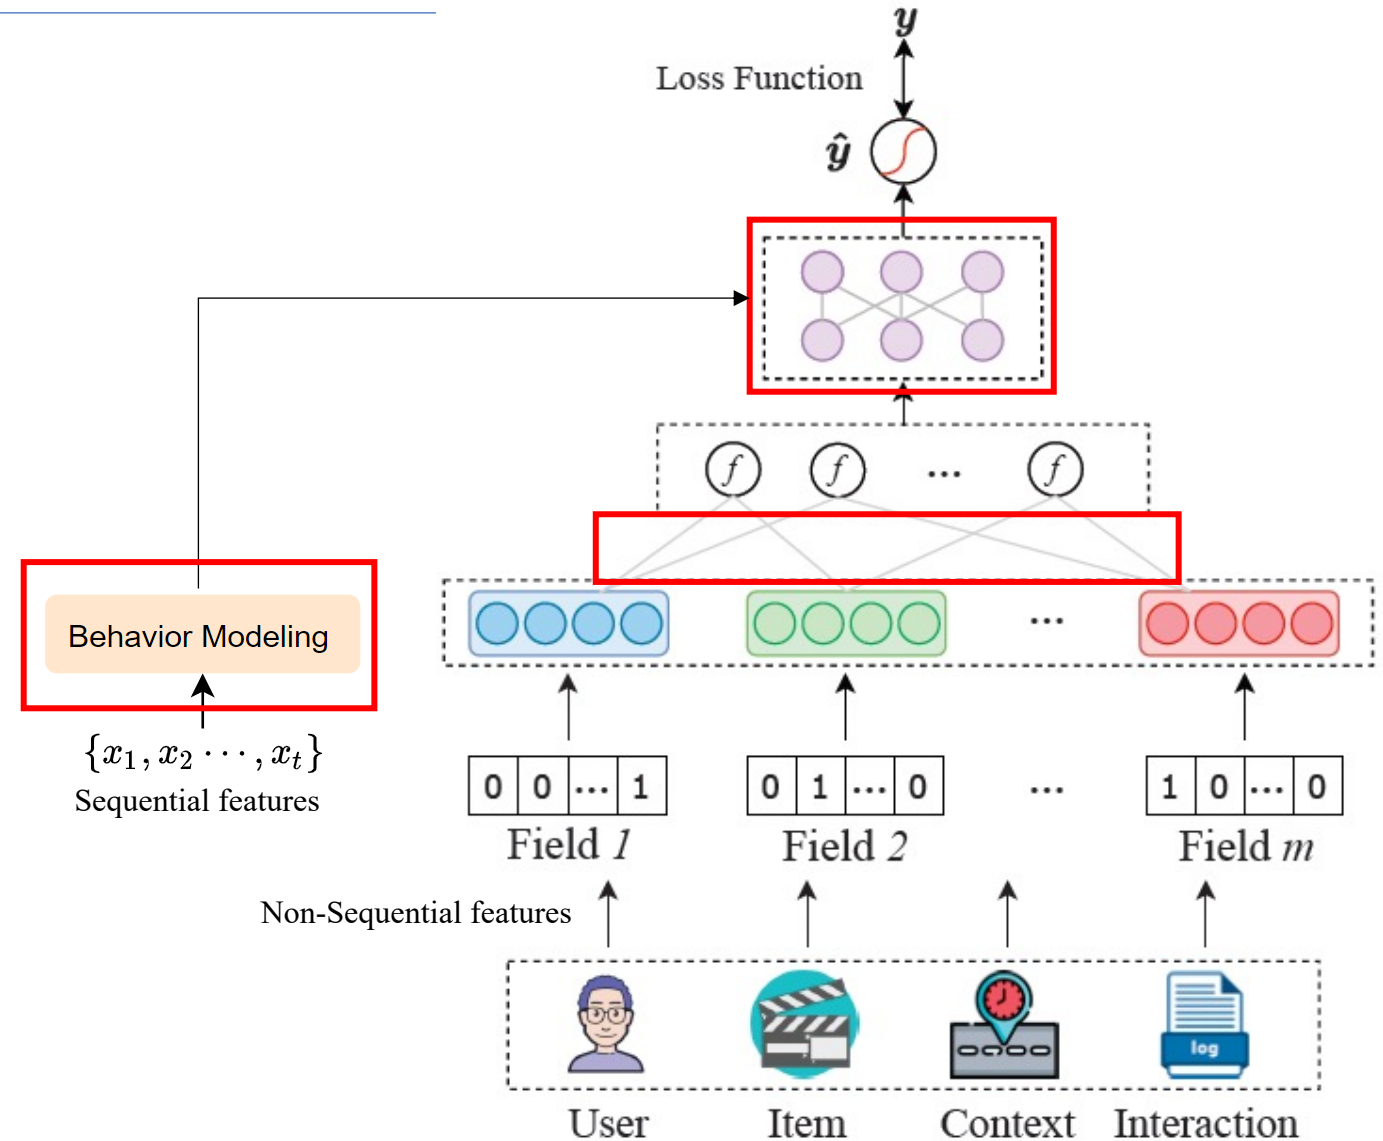 y
Loss Function
ŷ
f f ... f
Behavior Modeling
...
{x₁, x₂ ⋯, xₜ}
Sequential features
0 0 ... 1
0 1 ... 0
...
1 0 ... 0
Field 1
Field 2
Field m
Non-Sequential features
log
User
Item
Context
Interaction